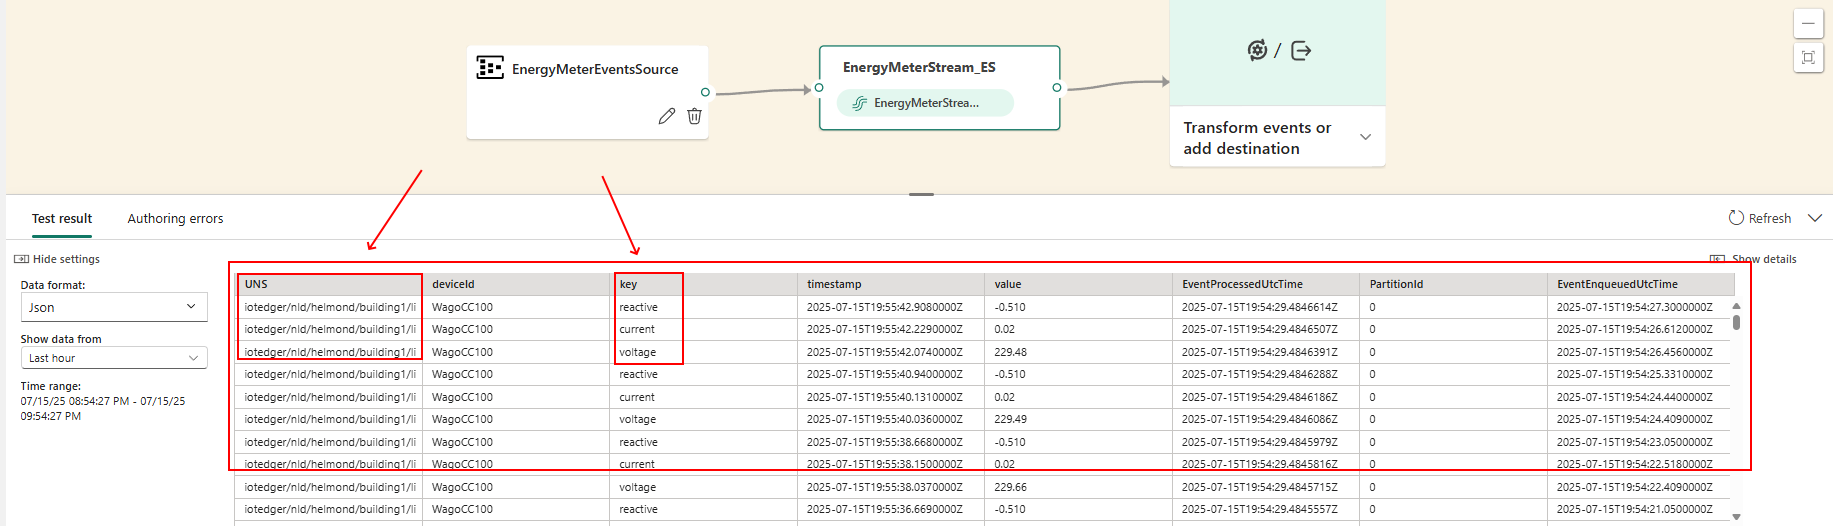 EnergyMeterEventsSource
EnergyMeterStream_ES
EnergyMeterStrea...
/
Transform events or
add destination
Test result
Authoring errors
Refresh
Hide settings
Show details
Data format:
Json
Show data from
Last hour
Time range:
07/15/25 08:54:27 PM - 07/15/25
09:54:27 PM
UNS deviceId key timestamp value EventProcessedUtcTime PartitionId EventEnqueuedUtcTime
iotedger/nld/helmond/building1/li WagoCC100 reactive 2025-07-15T19:55:42.9080000Z -0.510 2025-07-15T19:54:29.4846614Z 0 2025-07-15T19:54:27.3000000Z
iotedger/nld/helmond/building1/li WagoCC100 current 2025-07-15T19:55:42.2290000Z 0.02 2025-07-15T19:54:29.4846507Z 0 2025-07-15T19:54:26.6120000Z
iotedger/nld/helmond/building1/li WagoCC100 voltage 2025-07-15T19:55:42.0740000Z 229.48 2025-07-15T19:54:29.4846391Z 0 2025-07-15T19:54:26.4560000Z
iotedger/nld/helmond/building1/li WagoCC100 reactive 2025-07-15T19:55:40.9400000Z -0.510 2025-07-15T19:54:29.4846288Z 0 2025-07-15T19:54:25.3310000Z
iotedger/nld/helmond/building1/li WagoCC100 current 2025-07-15T19:55:40.1310000Z 0.02 2025-07-15T19:54:29.4846186Z 0 2025-07-15T19:54:24.4400000Z
iotedger/nld/helmond/building1/li WagoCC100 voltage 2025-07-15T19:55:40.0360000Z 229.49 2025-07-15T19:54:29.4846086Z 0 2025-07-15T19:54:24.4090000Z
iotedger/nld/helmond/building1/li WagoCC100 reactive 2025-07-15T19:55:38.6680000Z -0.510 2025-07-15T19:54:29.4845979Z 0 2025-07-15T19:54:23.0500000Z
iotedger/nld/helmond/building1/li WagoCC100 current 2025-07-15T19:55:38.1500000Z 0.02 2025-07-15T19:54:29.4845816Z 0 2025-07-15T19:54:22.5180000Z
iotedger/nld/helmond/building1/li WagoCC100 voltage 2025-07-15T19:55:38.0370000Z 229.66 2025-07-15T19:54:29.4845715Z 0 2025-07-15T19:54:22.4090000Z
iotedger/nld/helmond/building1/li WagoCC100 reactive 2025-07-15T19:55:36.6690000Z -0.510 2025-07-15T19:54:29.4845557Z 0 2025-07-15T19:54:21.0500000Z